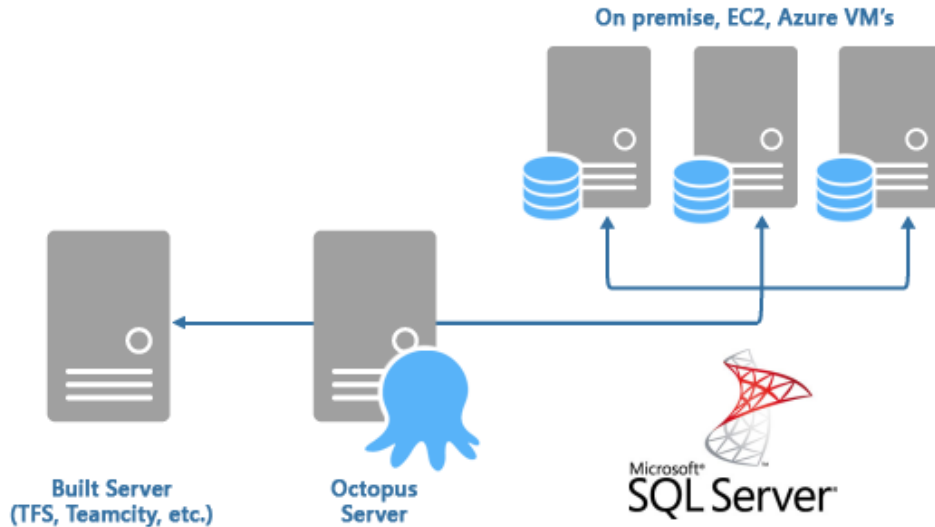 On premise, EC2, Azure VM's
Built Server
(TFS, Teamcity, etc.)
Octopus
Server
Microsoft®
SQL Server®